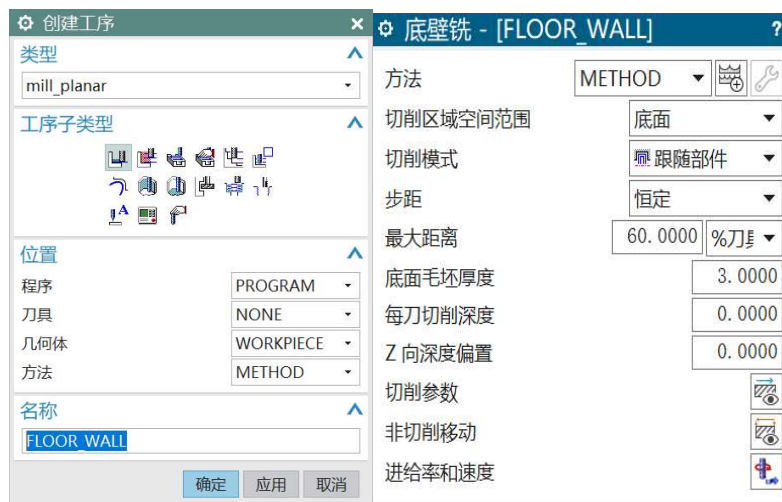 创建工序
类型
mill_planar
工序子类型
位置
程序 PROGRAM
刀具 NONE
几何体 WORKPIECE
方法 METHOD
名称
FLOOR_WALL
确定 应用 取消
底壁铣 - [FLOOR_WALL]
方法 METHOD
切削区域空间范围 底面
切削模式 跟随部件
步距 恒定
最大距离 60.0000 %刀具
底面毛坯厚度 3.0000
每刀切削深度 0.0000
Z 向深度偏置 0.0000
切削参数
非切削移动
进给率和速度